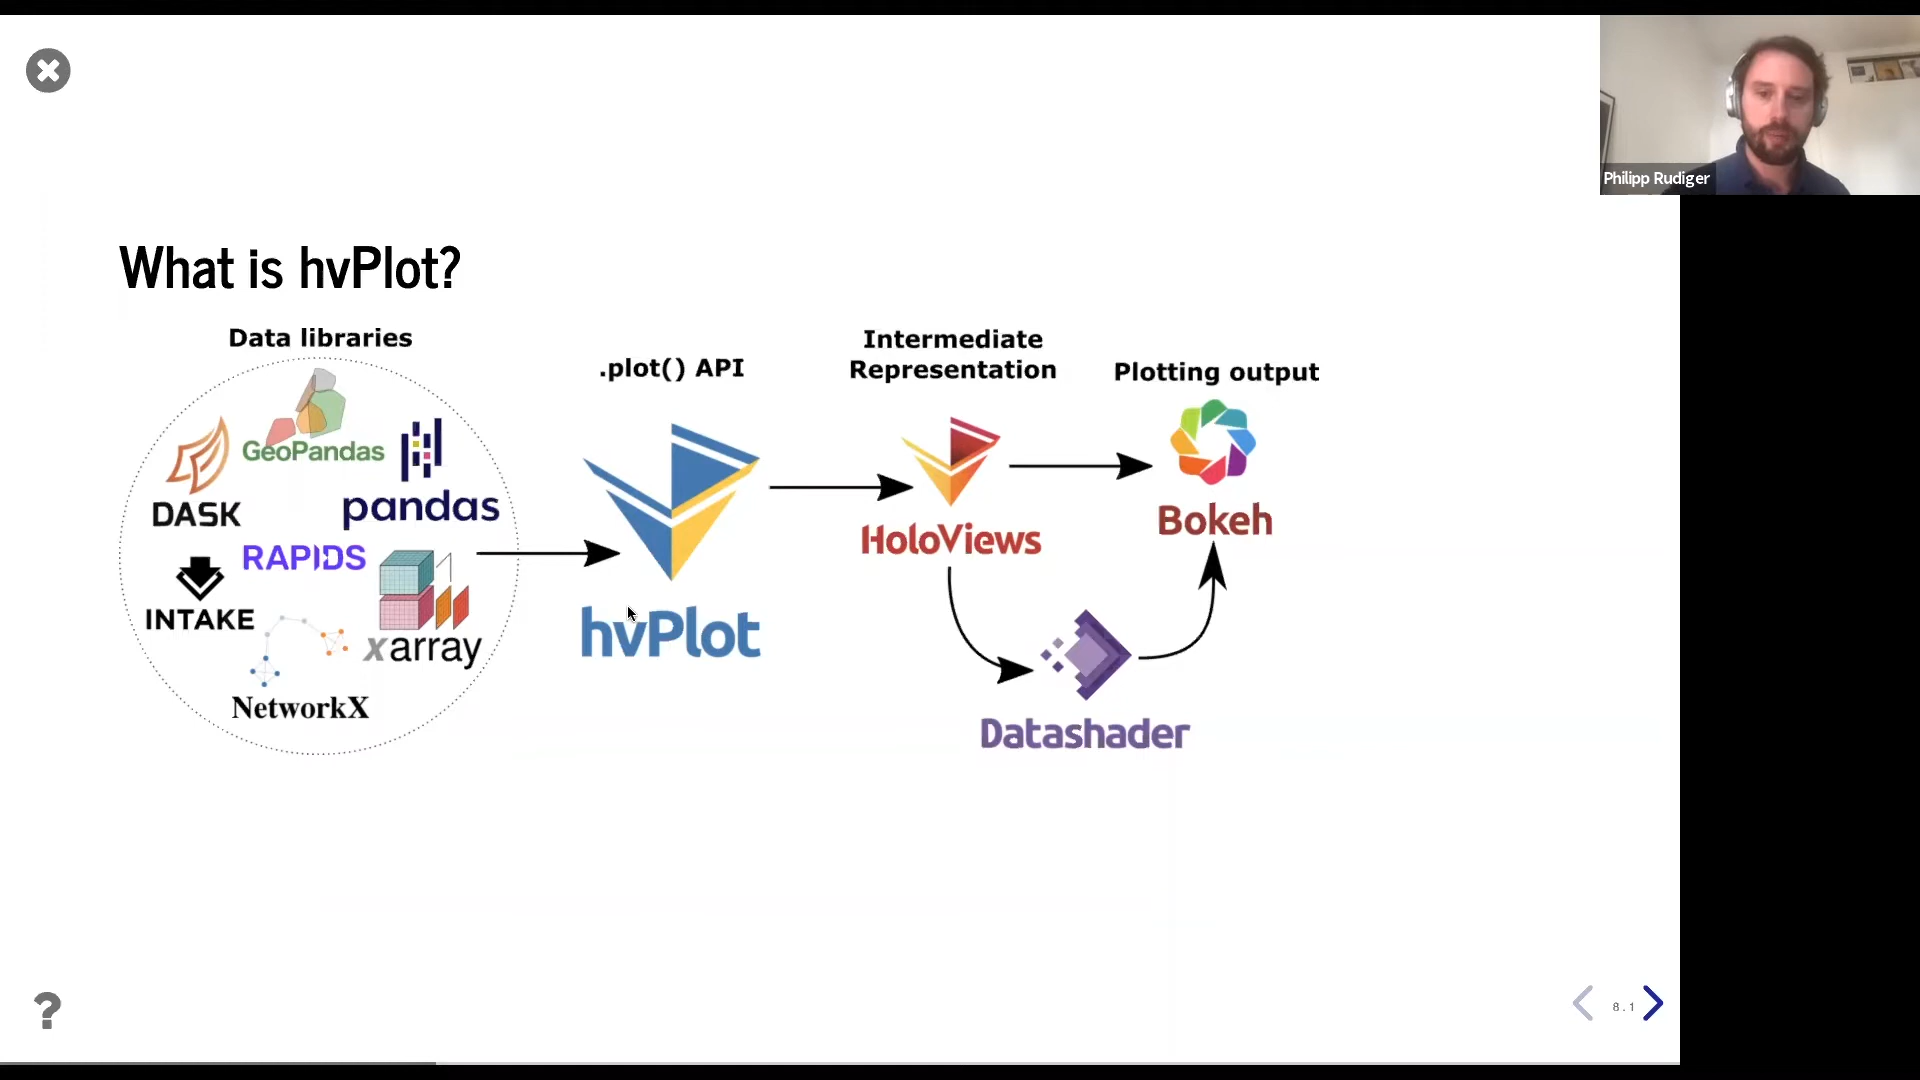 Philipp Rudiger
What is hvPlot?
Data libraries
GeoPandas
DASK
pandas
RAPIDS
INTAKE
xarray
NetworkX
.plot() API
hvPlot
Intermediate
Representation
HoloViews
Datashader
Plotting output
Bokeh
?
8.1